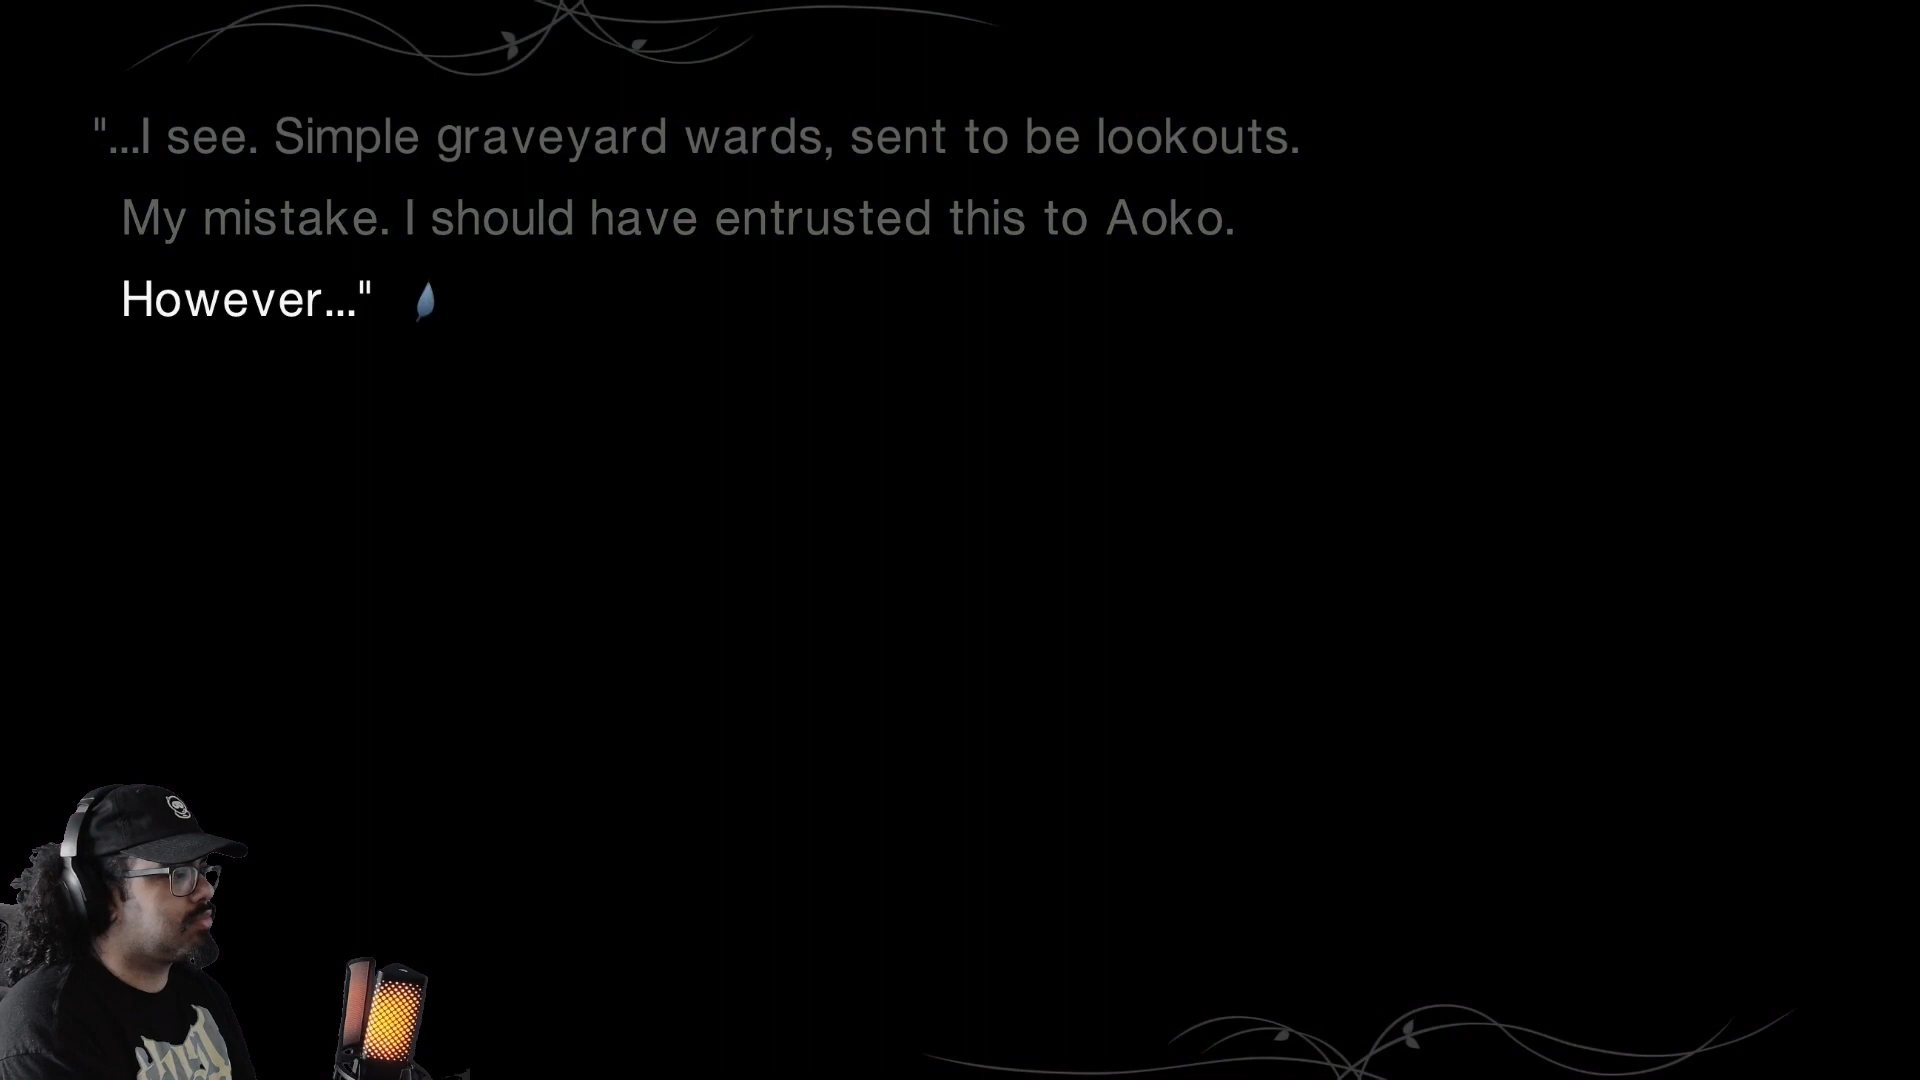 "...I see. Simple graveyard wards, sent to be lookouts.
My mistake. I should have entrusted this to Aoko.
However..."